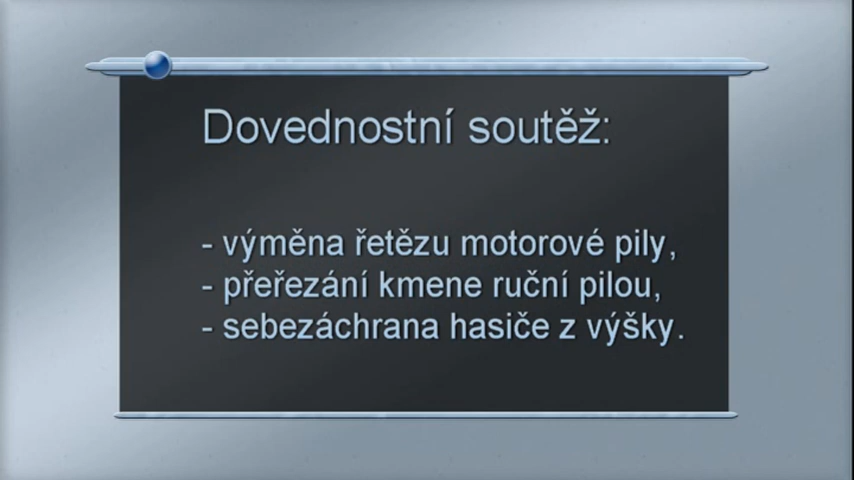 Dovednostní soutěž:
- výměna řetězu motorové pily,
- přeřezání kmene ruční pilou,
- sebezáchrana hasiče z výšky.